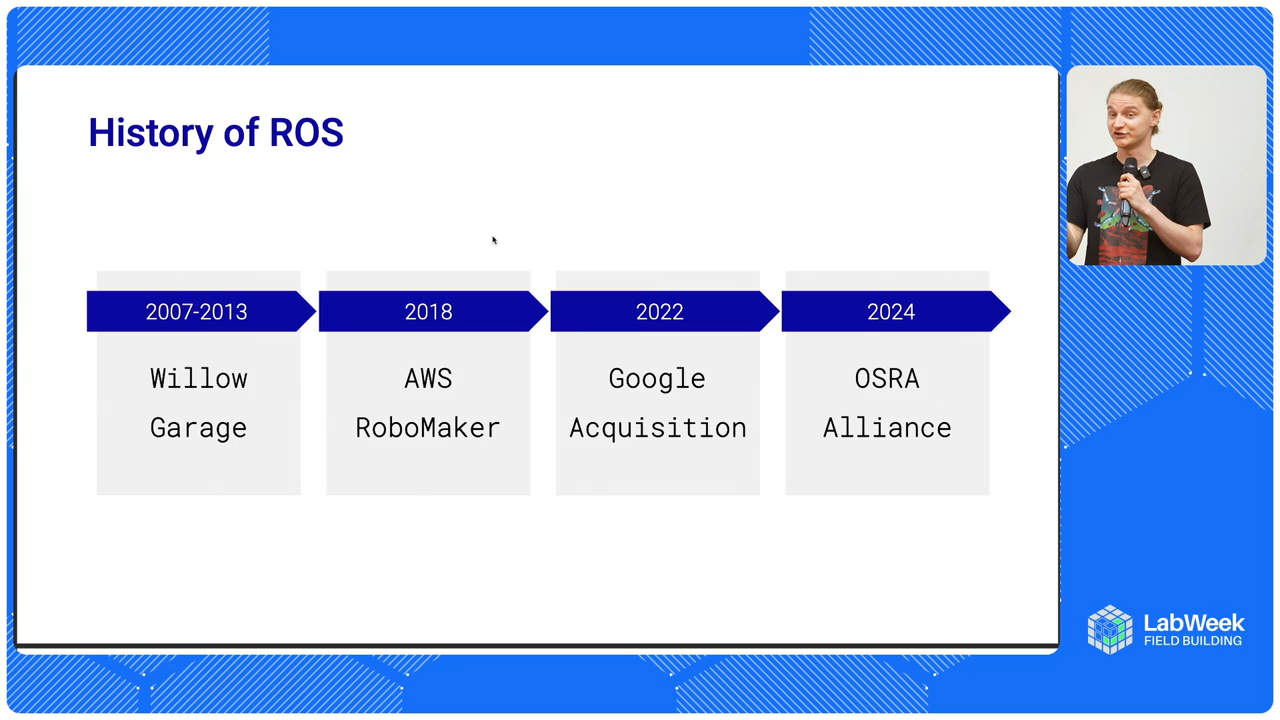 History of ROS
2007-2013
2018
2022
2024
Willow
Garage
AWS
RoboMaker
Google
Acquisition
OSRA
Alliance
LabWeek
FIELD BUILDING